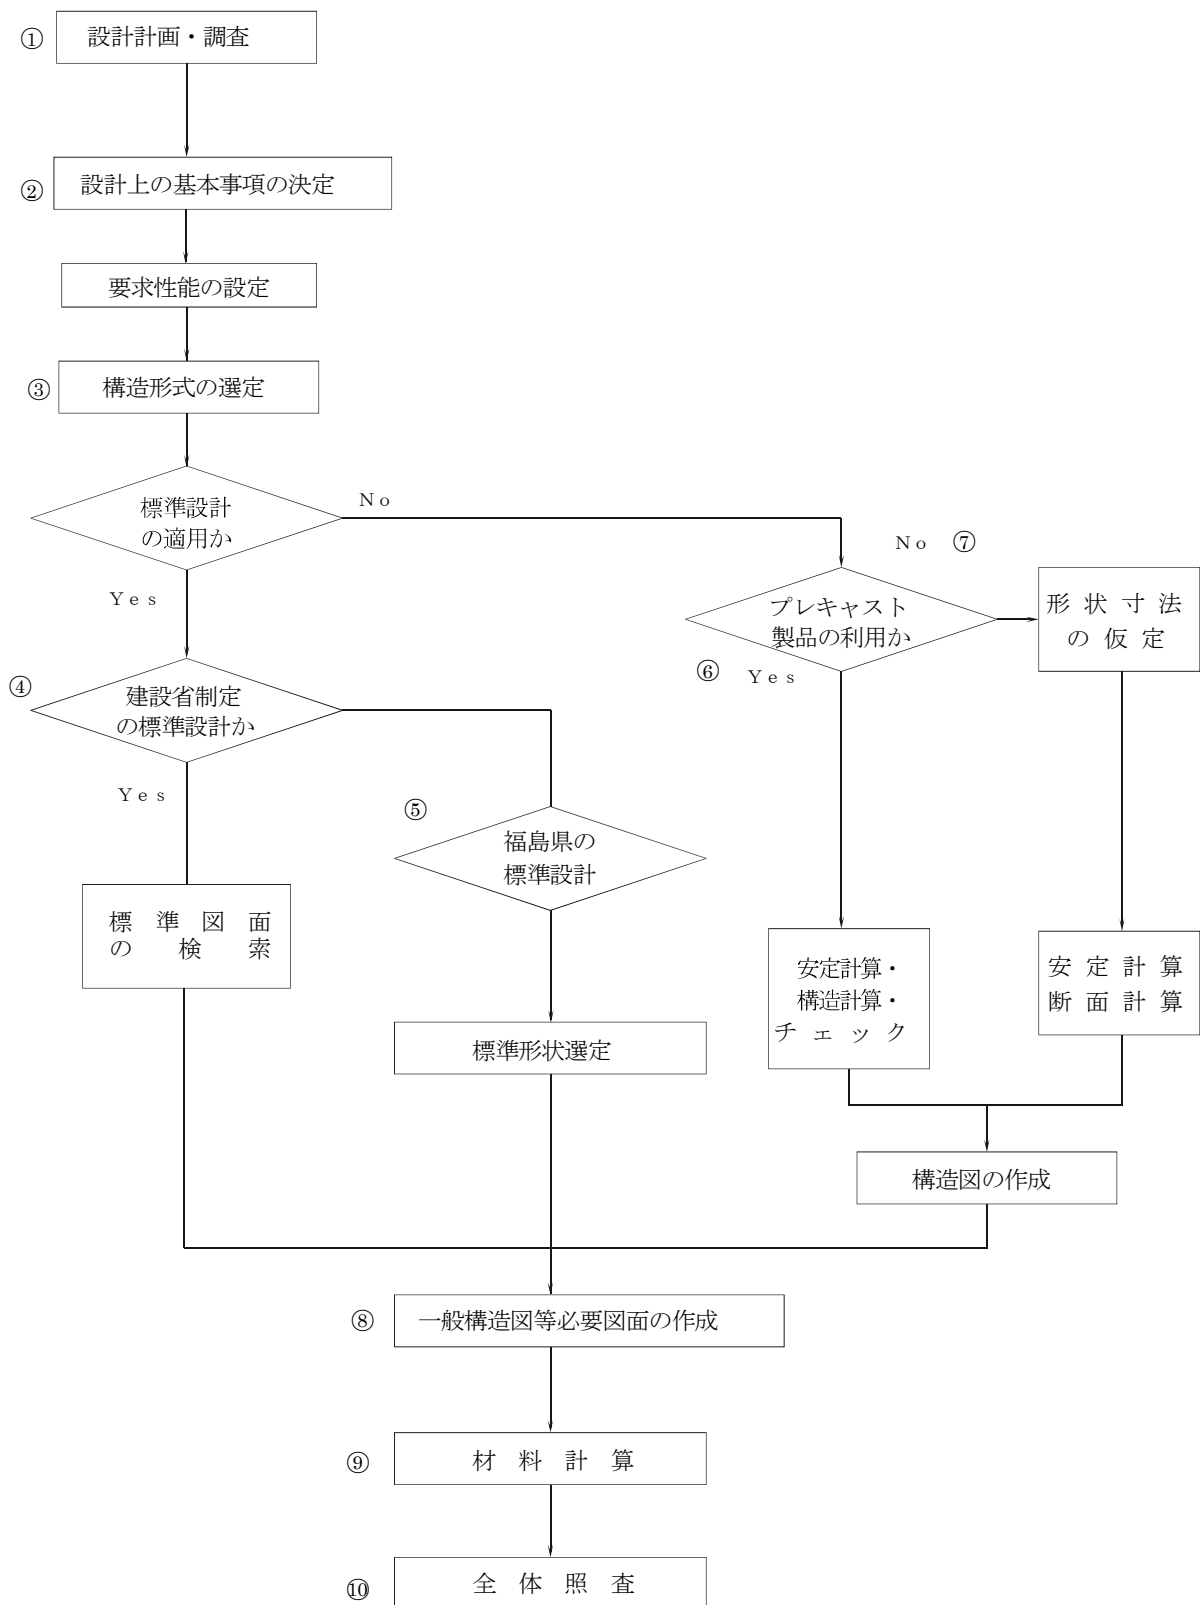 ① 設計計画・調査
② 設計上の基本事項の決定
要求性能の設定
③ 構造形式の選定
標準設計
の適用か
No
Yes
No ⑦
プレキャスト
製品の利用か
形状寸法
の仮定
⑥ Yes
④ 建設省制定
の標準設計か
Yes
⑤ 福島県の
標準設計
標準図面
の検索
安定計算・
構造計算・
チェック
安定計算
断面計算
標準形状選定
構造図の作成
⑧ 一般構造図等必要図面の作成
⑨ 材料計算
⑩ 全体照査